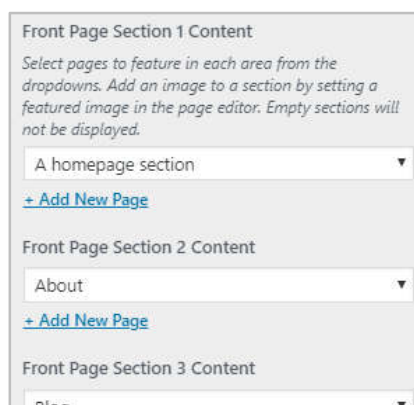 Front Page Section 1 Content
Select pages to feature in each area from the
dropdowns. Add an image to a section by setting a
featured image in the page editor. Empty sections will
not be displayed.
A homepage section
+ Add New Page
Front Page Section 2 Content
About
+ Add New Page
Front Page Section 3 Content